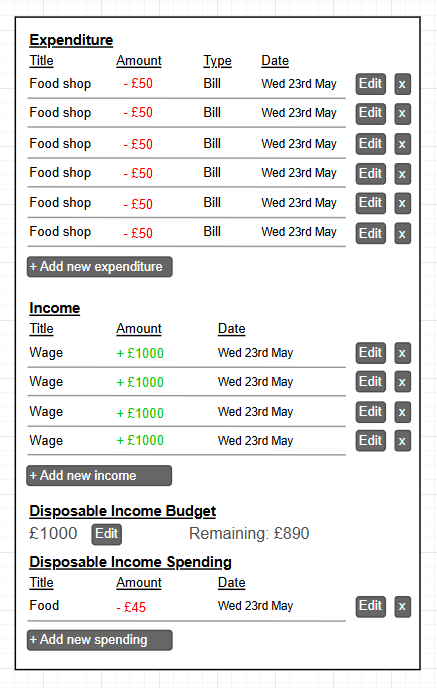 Expenditure
Title Amount Type Date
Food shop - £50 Bill Wed 23rd May Edit x
Food shop - £50 Bill Wed 23rd May Edit x
Food shop - £50 Bill Wed 23rd May Edit x
Food shop - £50 Bill Wed 23rd May Edit x
Food shop - £50 Bill Wed 23rd May Edit x
Food shop - £50 Bill Wed 23rd May Edit x
+ Add new expenditure
Income
Title Amount Date
Wage + £1000 Wed 23rd May Edit x
Wage + £1000 Wed 23rd May Edit x
Wage + £1000 Wed 23rd May Edit x
Wage + £1000 Wed 23rd May Edit x
+ Add new income
Disposable Income Budget
£1000 Edit Remaining: £890
Disposable Income Spending
Title Amount Date
Food - £45 Wed 23rd May Edit x
+ Add new spending